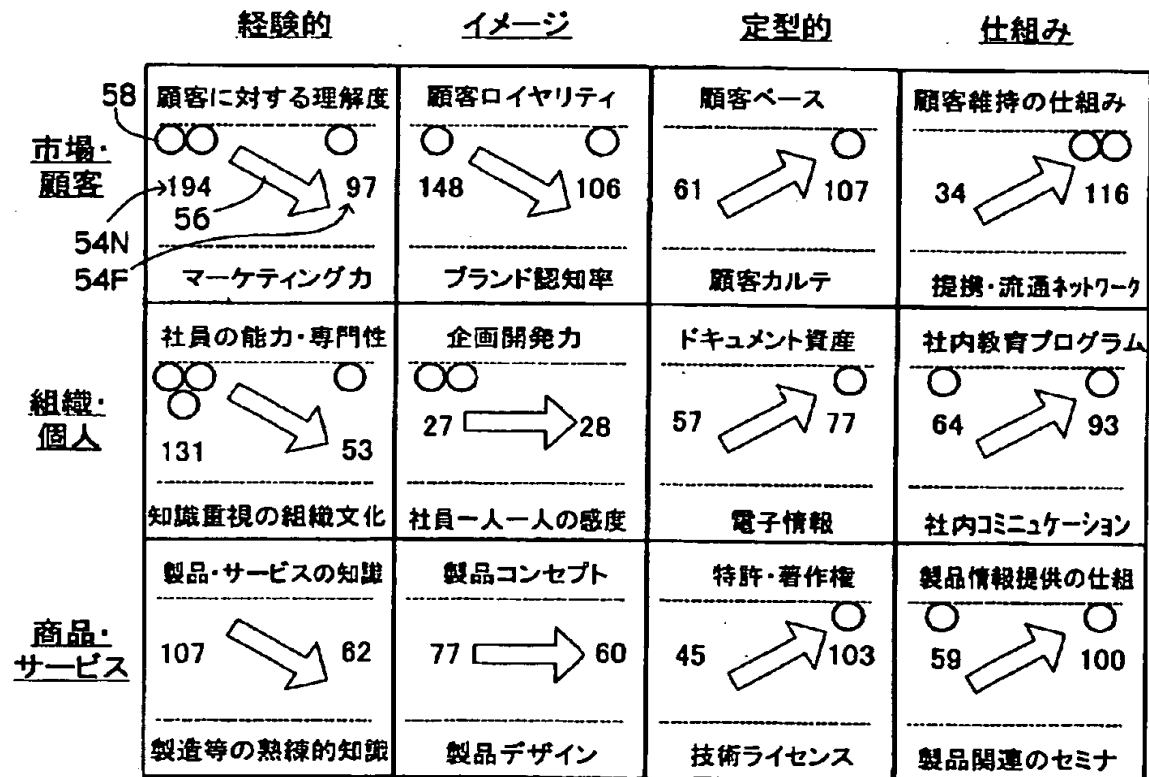 経験的 イメージ 定型的 仕組み
58 顧客に対する理解度 顧客ロイヤリティ 顧客ベース 顧客維持の仕組み
市場・
顧客
194 97 148 106 61 107 34 116
56
54N
54F
マーケティング力 ブランド認知率 顧客カルテ 提携・流通ネットワーク
社員の能力・専門性 企画開発力 ドキュメント資産 社内教育プログラム
組織・
個人
131 53 27 28 57 77 64 93
知識重視の組織文化 社員一人一人の感度 電子情報 社内コミニュケーション
製品・サービスの知識 製品コンセプト 特許・著作権 製品情報提供の仕組
商品・
サービス
107 62 77 60 45 103 59 100
製造等の熟練的知識 製品デザイン 技術ライセンス 製品関連のセミナ